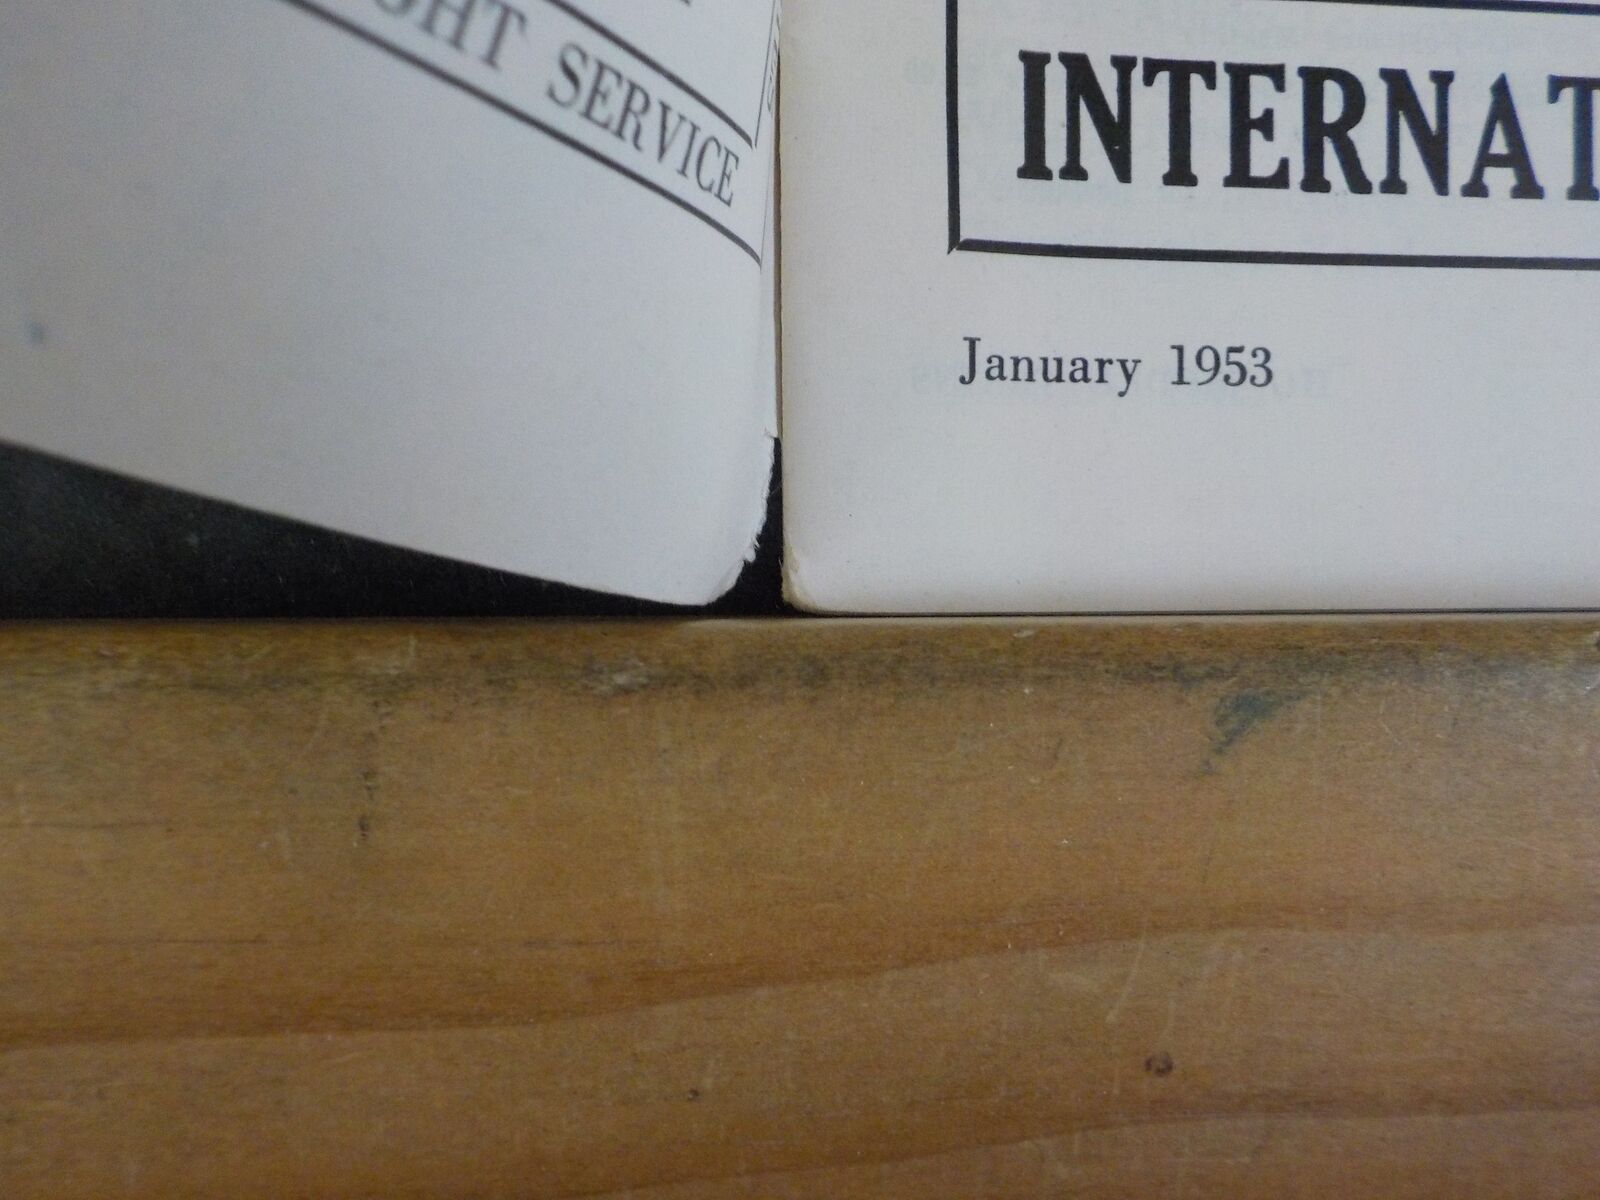 SERVICE
INTERNAT
January 1953